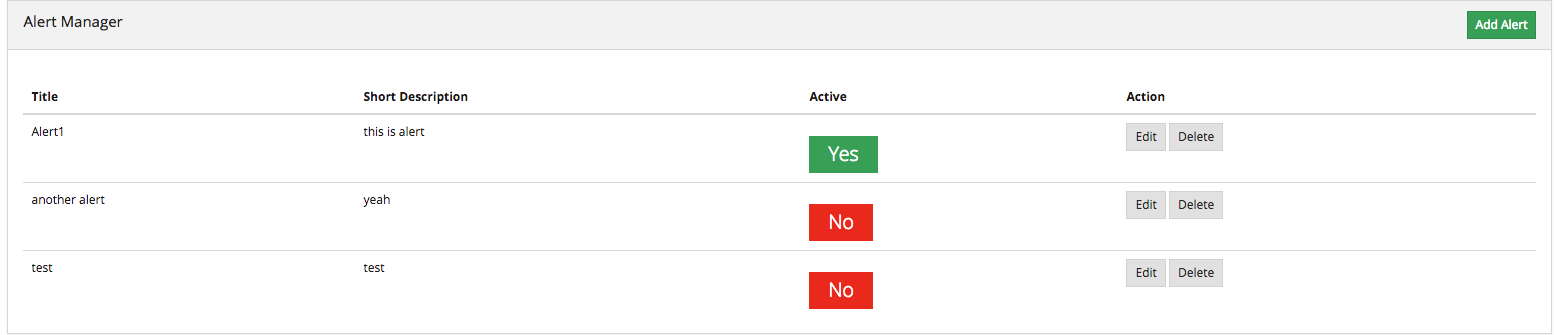 Alert Manager
Add Alert
Title Short Description Active Action
Alert1 this is alert Yes Edit Delete
another alert yeah No Edit Delete
test test No Edit Delete